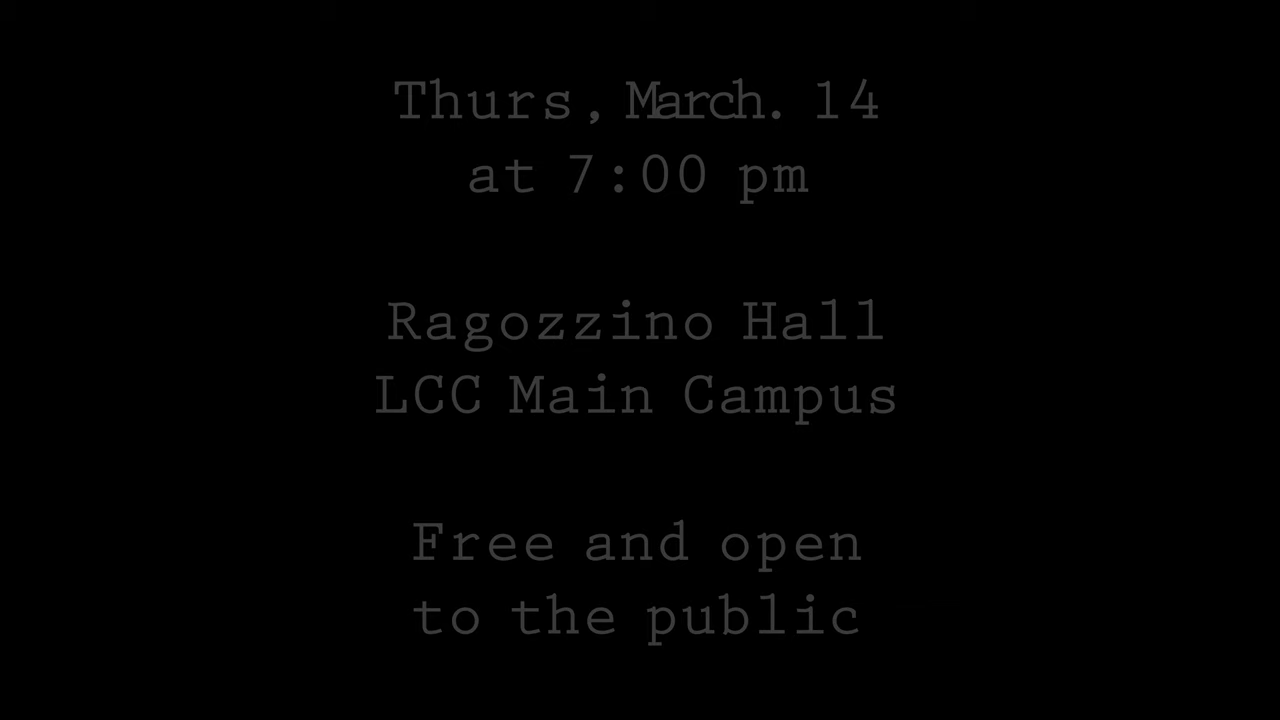 Thurs, March. 14
at 7:00 pm
Ragozzino Hall
LCC Main Campus
Free and open
to the public